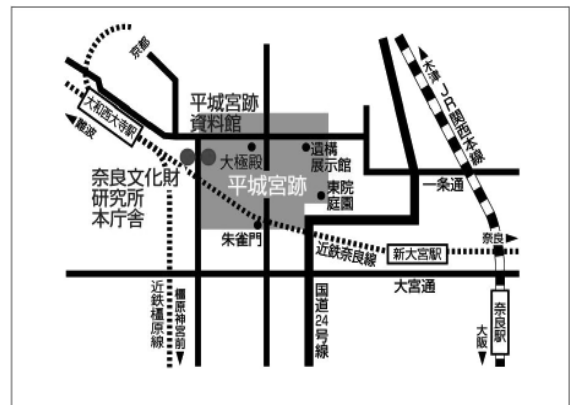 京都
木津
JR関西本線
平城宮跡
資料館
大和西大寺駅
難波
大極殿
遺構
展示館
奈良文化財
研究所
本庁舎
平城宮跡
東院
庭園
一条通
朱雀門
近鉄奈良線
新大宮駅
奈良
大宮通
近鉄橿原線
橿原神宮前
国道24号線
奈良駅
大阪